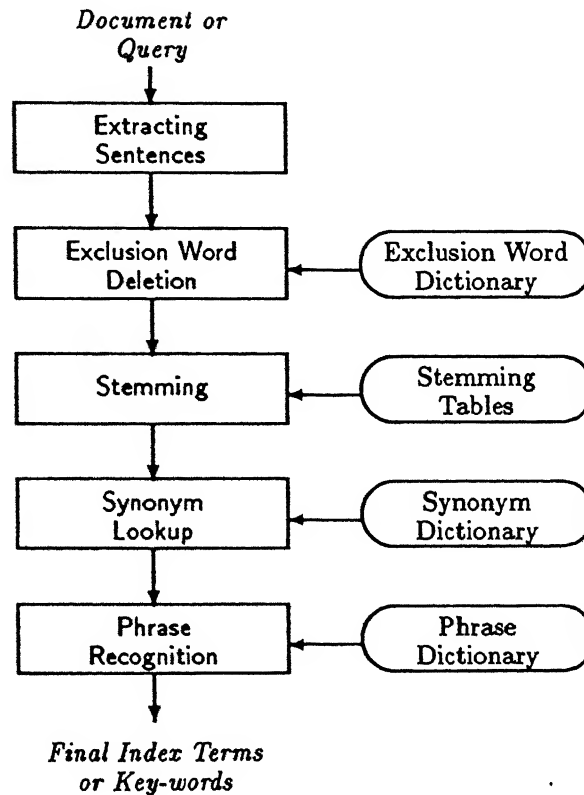 Document or
Query
Extracting
Sentences
Exclusion Word
Deletion
Exclusion Word
Dictionary
Stemming
Stemming
Tables
Synonym
Lookup
Synonym
Dictionary
Phrase
Recognition
Phrase
Dictionary
Final Index Terms
or Key-words